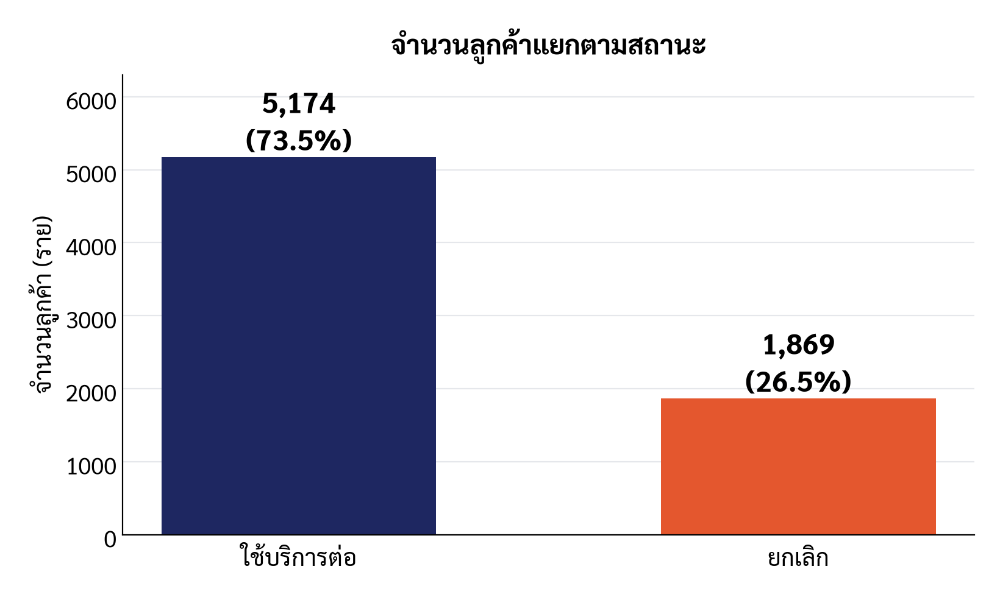 จำนวนลูกค้าแยกตามสถานะ
จำนวนลูกค้า (ราย)
6000
5000
4000
3000
2000
1000
0
5,174
(73.5%)
1,869
(26.5%)
ใช้บริการต่อ
ยกเลิก